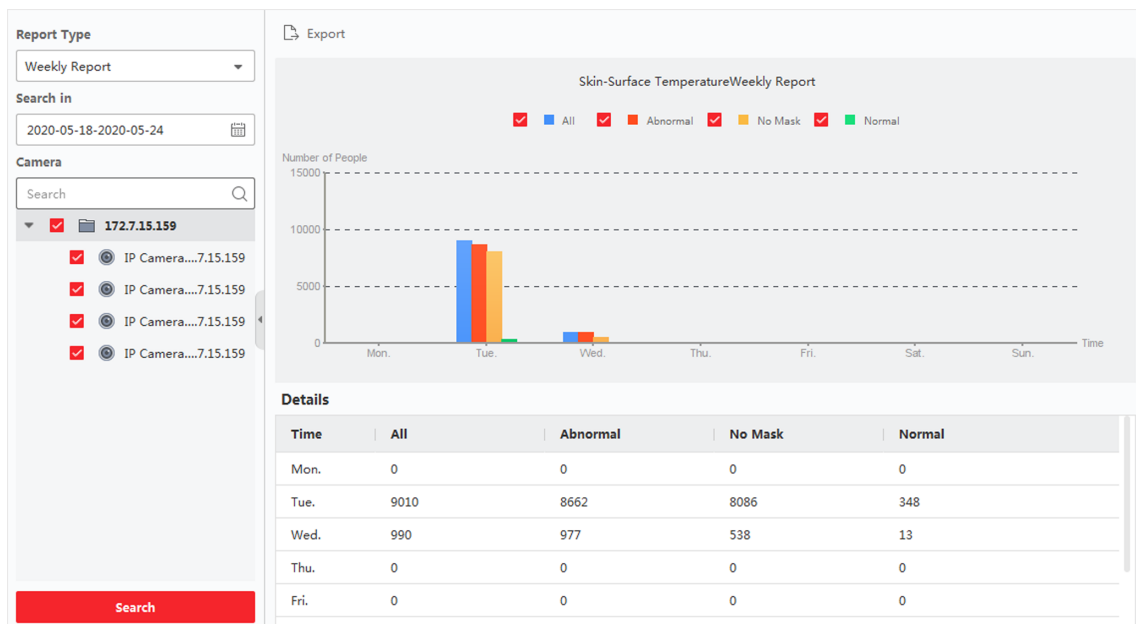 Report Type
Weekly Report
Search in
2020-05-18-2020-05-24
Camera
Search
172.7.15.159
IP Camera....7.15.159
IP Camera....7.15.159
IP Camera....7.15.159
IP Camera....7.15.159
Search
Export
Skin-Surface TemperatureWeekly Report
All Abnormal No Mask Normal
Number of People
15000
10000
5000
0
Mon. Tue. Wed. Thu. Fri. Sat. Sun. Time
Details
Time All Abnormal No Mask Normal
Mon. 0 0 0 0
Tue. 9010 8662 8086 348
Wed. 990 977 538 13
Thu. 0 0 0 0
Fri. 0 0 0 0